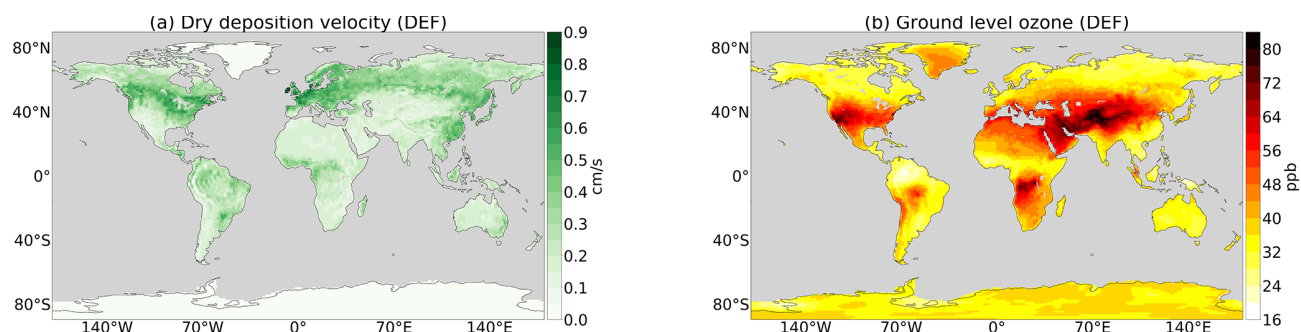 (a) Dry deposition velocity (DEF)
80°N
40°N
0°
40°S
80°S
140°W 70°W 0° 70°E 140°E
0.9
0.8
0.7
0.6
0.5
0.4
0.3
0.2
0.1
0.0
cm/s
(b) Ground level ozone (DEF)
80°N
40°N
0°
40°S
80°S
140°W 70°W 0° 70°E 140°E
80
72
64
56
48
40
32
24
16
ppb